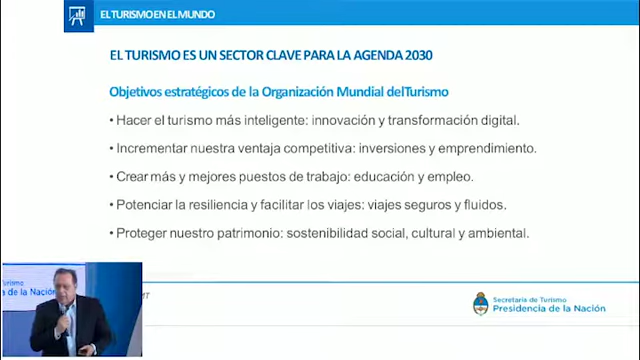 EL TURISMO EN EL MUNDO
EL TURISMO ES UN SECTOR CLAVE PARA LA AGENDA 2030
Objetivos estratégicos de la Organización Mundial delTurismo
• Hacer el turismo más inteligente: innovación y transformación digital.
• Incrementar nuestra ventaja competitiva: inversiones y emprendimiento.
• Crear más y mejores puestos de trabajo: educación y empleo.
• Potenciar la resiliencia y facilitar los viajes: viajes seguros y fluidos.
• Proteger nuestro patrimonio: sostenibilidad social, cultural y ambiental.
Turismo
a de la Nación
Secretaría de Turismo
Presidencia de la Nación